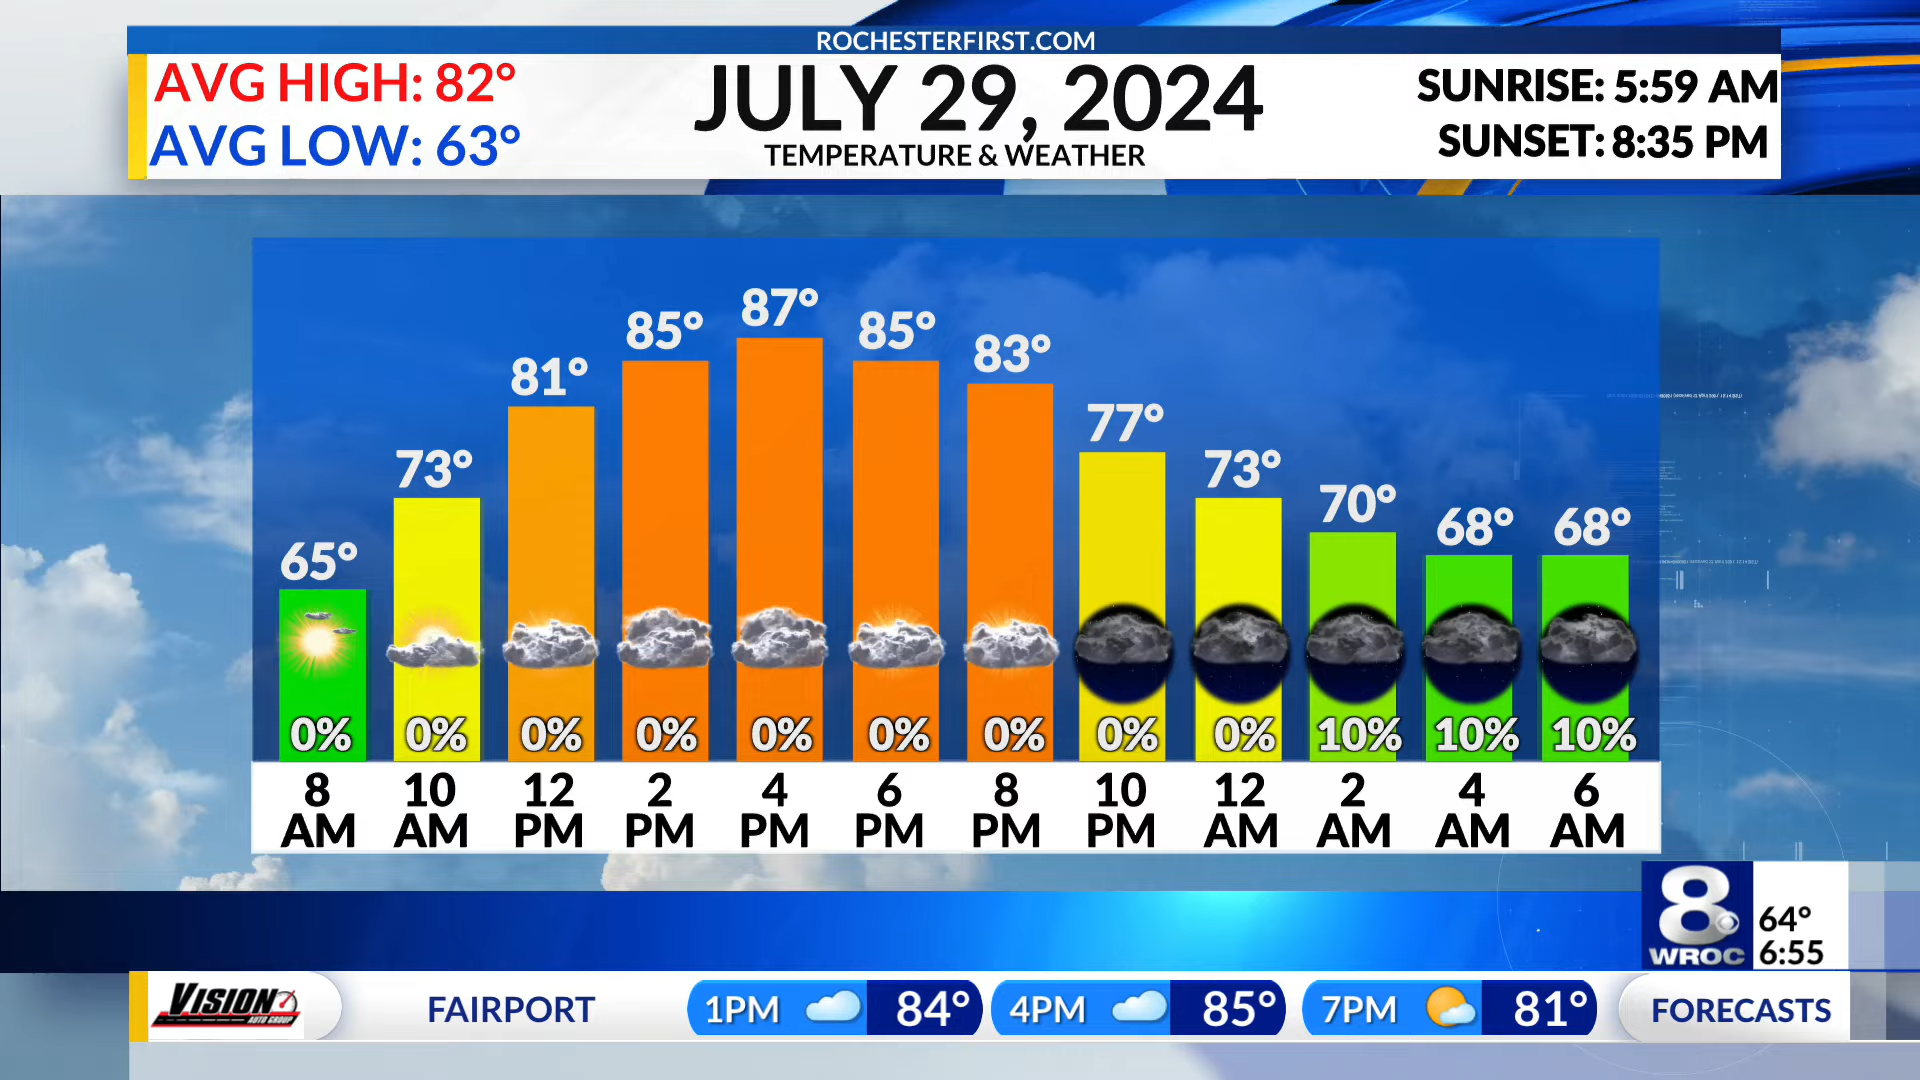 ROCHESTERFIRST.COM
AVG HIGH: 82°
AVG LOW: 63°
JULY 29, 2024
TEMPERATURE & WEATHER
SUNRISE: 5:59 AM
SUNSET: 8:35 PM
65° 73° 81° 85° 87° 85° 83° 77° 73° 70° 68° 68°
0% 0% 0% 0% 0% 0% 0% 0% 0% 10% 10% 10%
8 10 12 2 4 6 8 10 12 2 4 6
AM AM PM PM PM PM PM PM AM AM AM AM
8
WROC
64°
6:55
VISION
AUTO GROUP
FAIRPORT
1PM 84° 4PM 85° 7PM 81°
FORECASTS